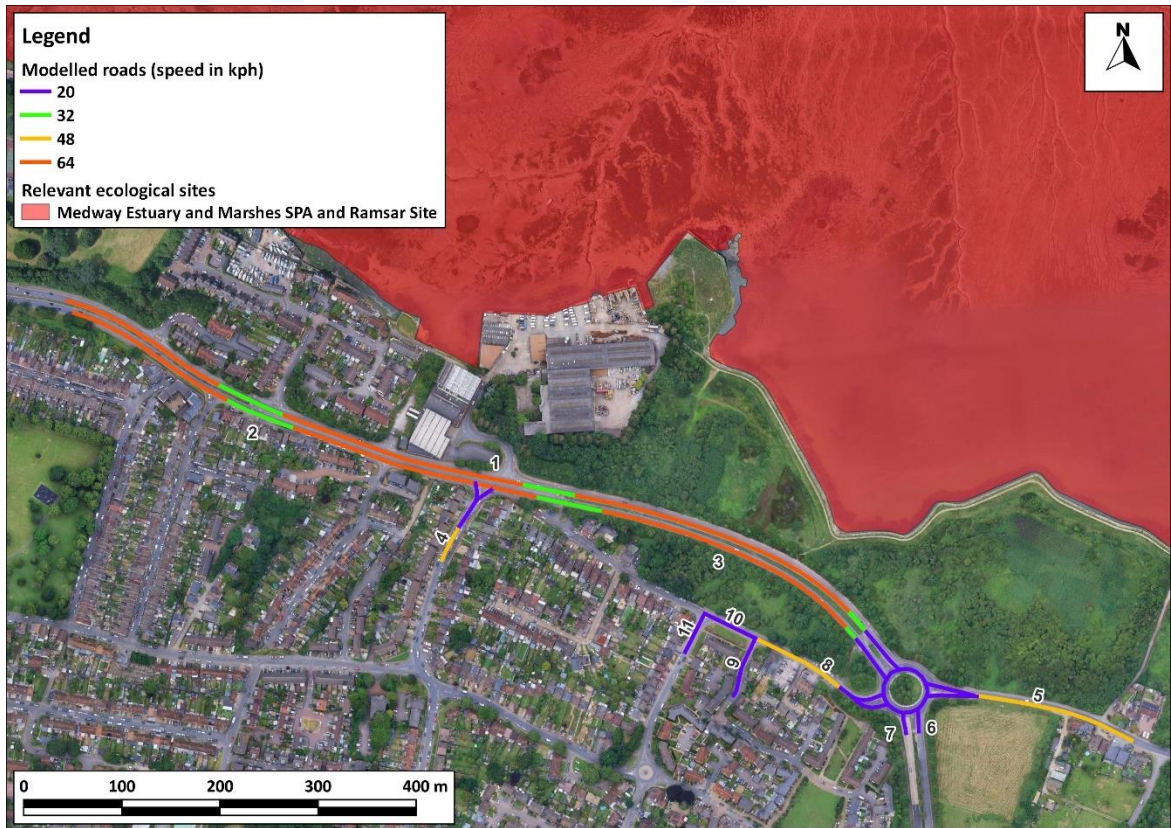 Legend
Modelled roads (speed in kph)
20
32
48
64
Relevant ecological sites
Medway Estuary and Marshes SPA and Ramsar Site
N
2
1
4
3
11
10
9
8
5
7
6
0 100 200 300 400 m